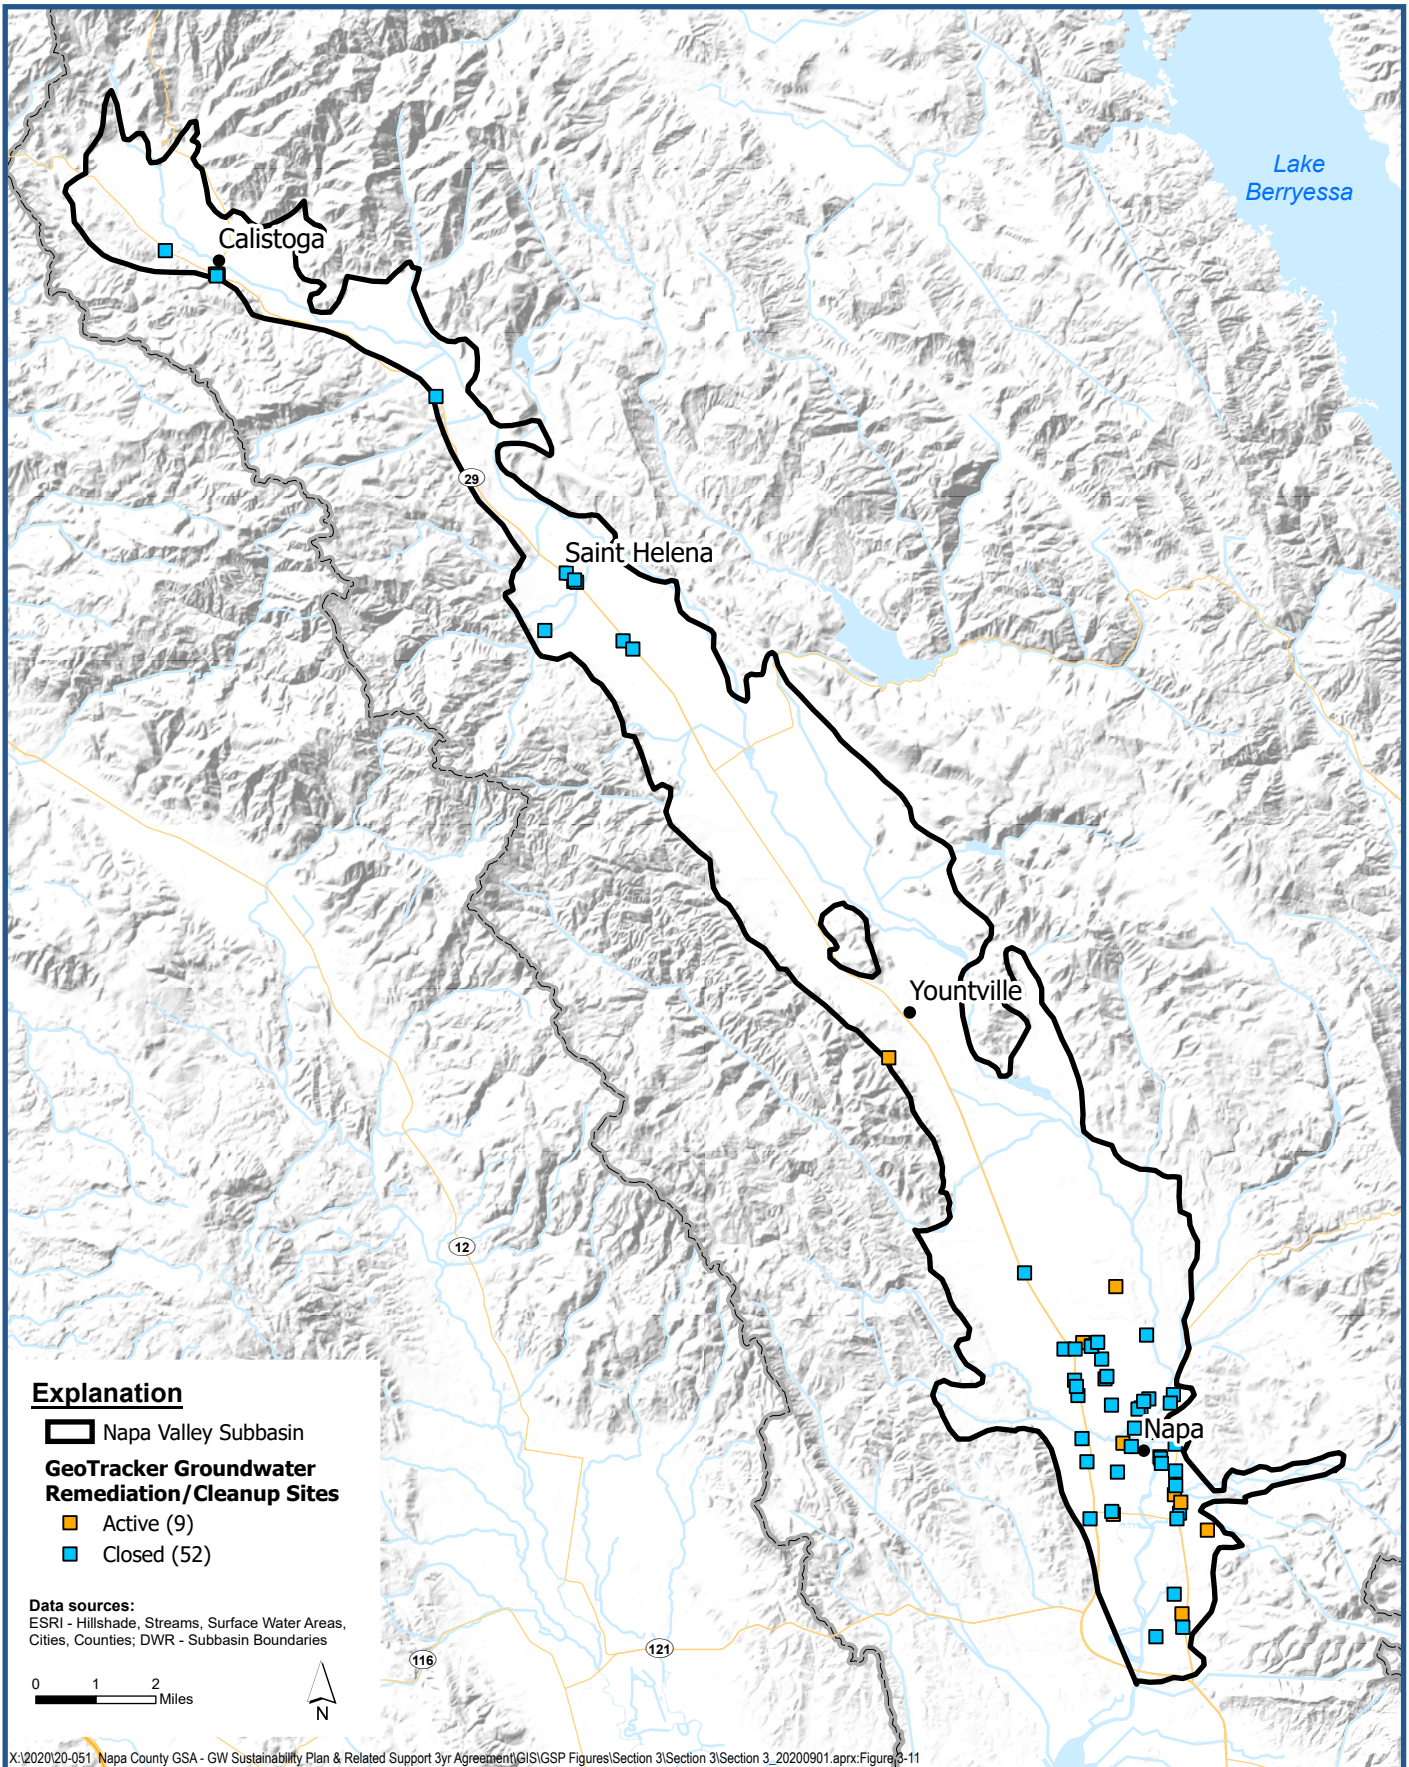 Lake
Berryessa
Calistoga
29
Saint Helena
Yountville
12
Napa
Explanation
Napa Valley Subbasin
GeoTracker Groundwater
Remediation/Cleanup Sites
Active (9)
Closed (52)
Data sources:
ESRI - Hillshade, Streams, Surface Water Areas,
Cities, Counties; DWR - Subbasin Boundaries
0 1 2
Miles
N
116
121
X:\2020\20-051 Napa County GSA - GW Sustainability Plan & Related Support 3yr Agreement\GIS\GSP Figures\Section 3\Section 3\Section 3_20200901.aprx:Figure 3-11